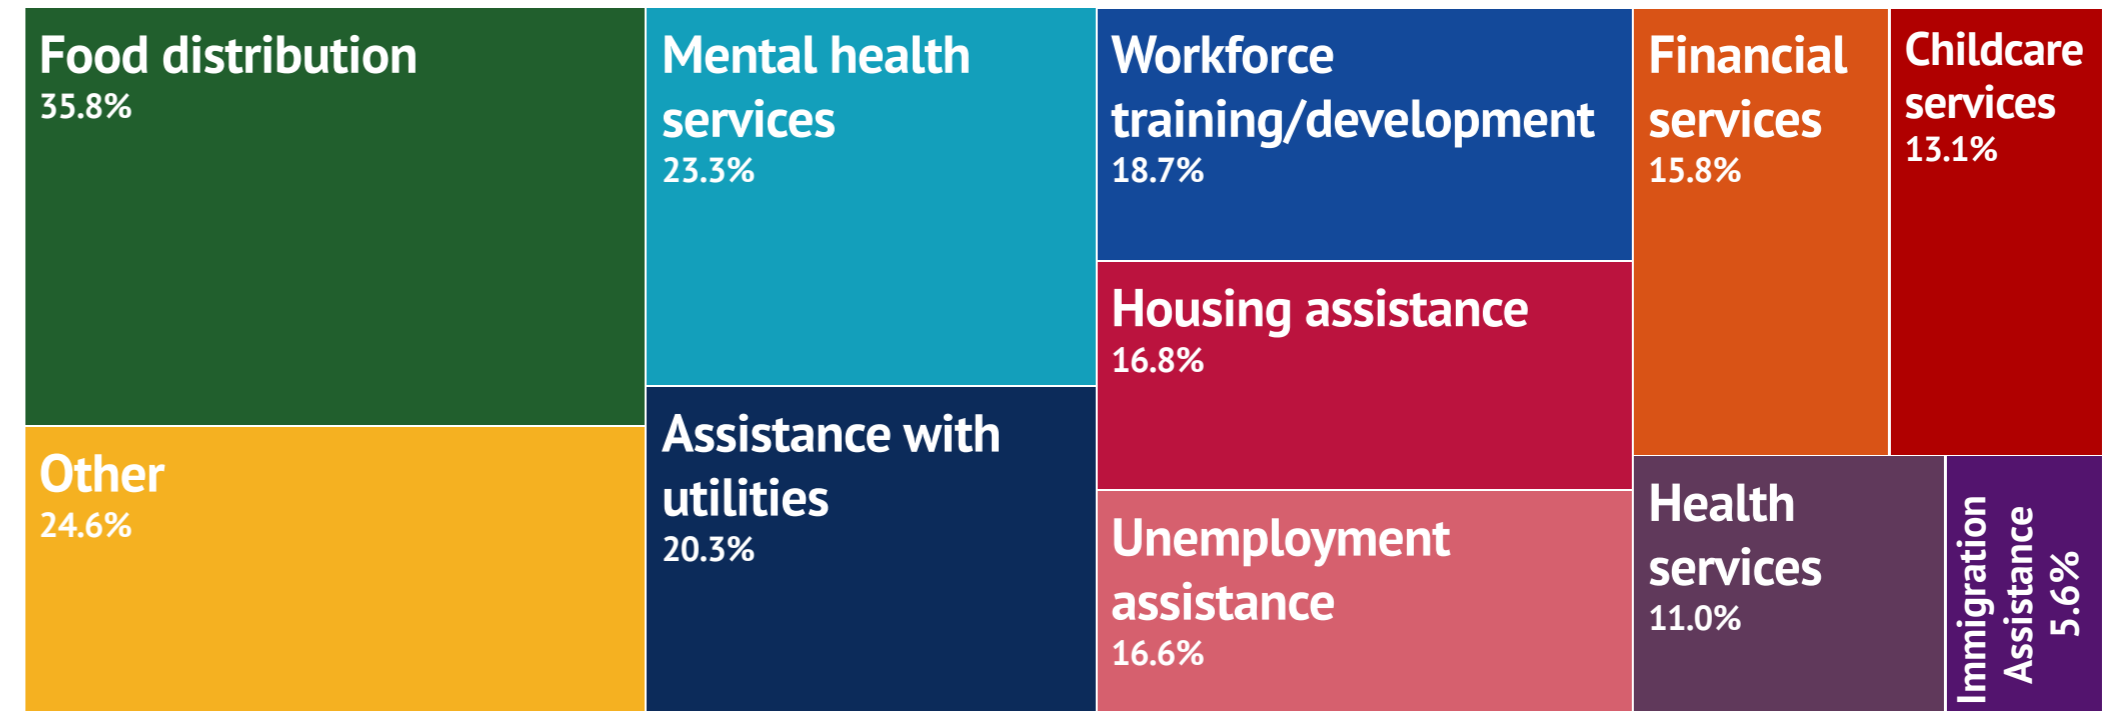 Food distribution
35.8%
Other
24.6%
Mental health
services
23.3%
Assistance with
utilities
20.3%
Workforce
training/development
18.7%
Housing assistance
16.8%
Unemployment
assistance
16.6%
Financial
services
15.8%
Childcare
services
13.1%
Health
services
11.0%
Immigration
Assistance
5.6%